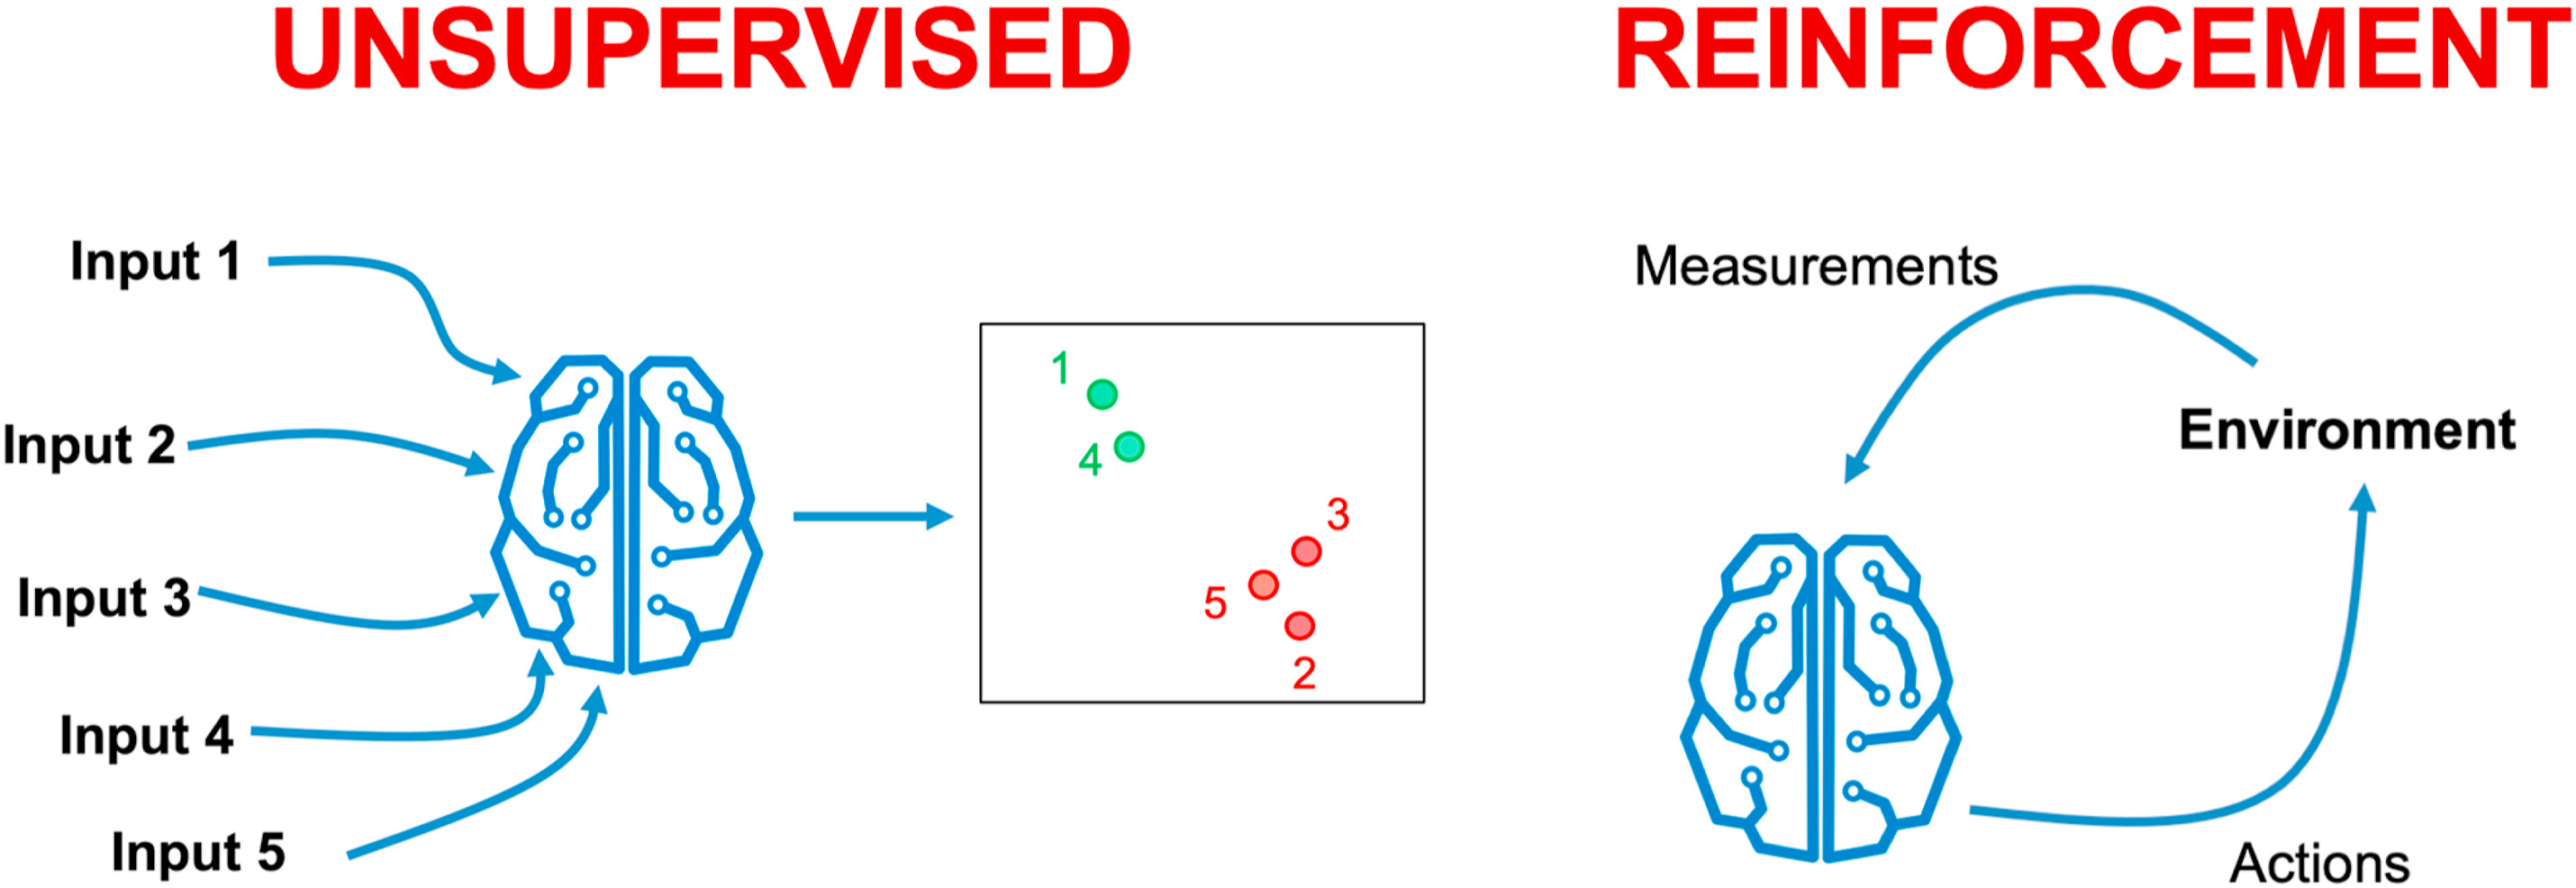 UNSUPERVISED
Input 1
Input 2
Input 3
Input 4
Input 5
1
4
3
5
2
REINFORCEMENT
Measurements
Environment
Actions